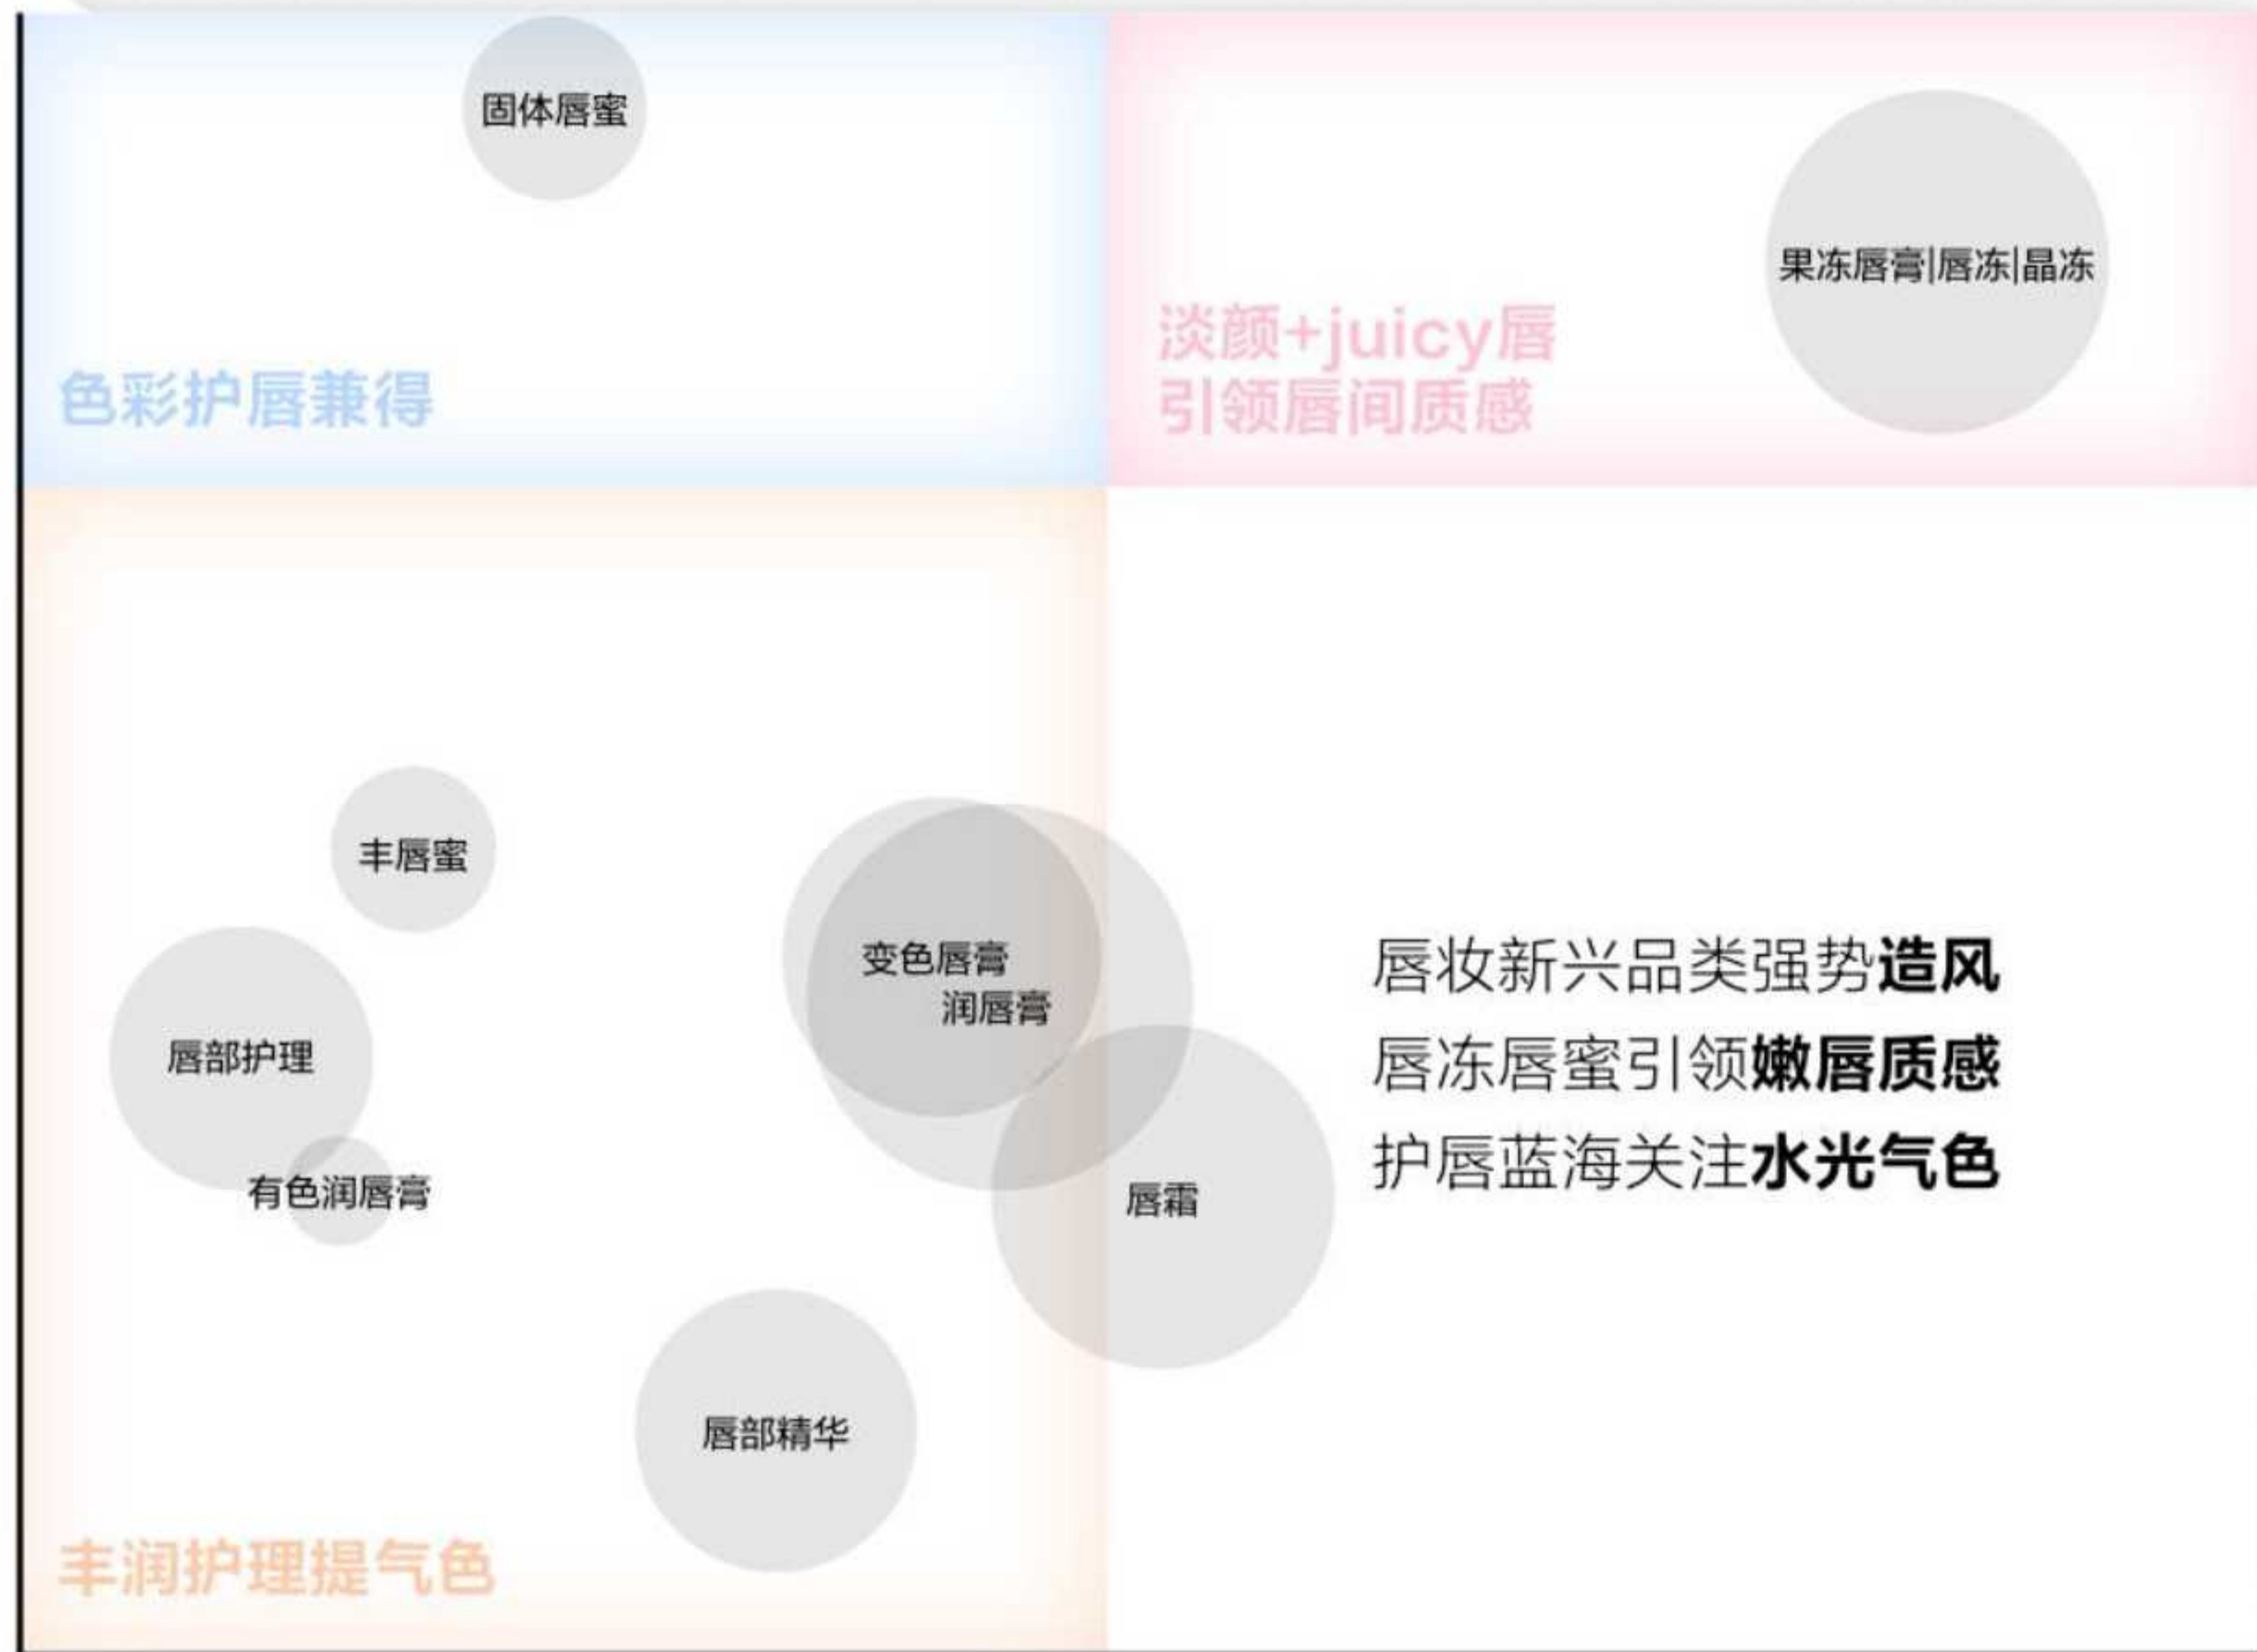 固体唇蜜
果冻唇膏|唇冻|晶冻
色彩护唇兼得
淡颜+juicy唇
引领唇间质感
丰唇蜜
变色唇膏
润唇膏
唇部护理
有色润唇膏
唇霜
唇部精华
丰润护理提气色
唇妆新兴品类强势造风
唇冻唇蜜引领嫩唇质感
护唇蓝海关注水光气色